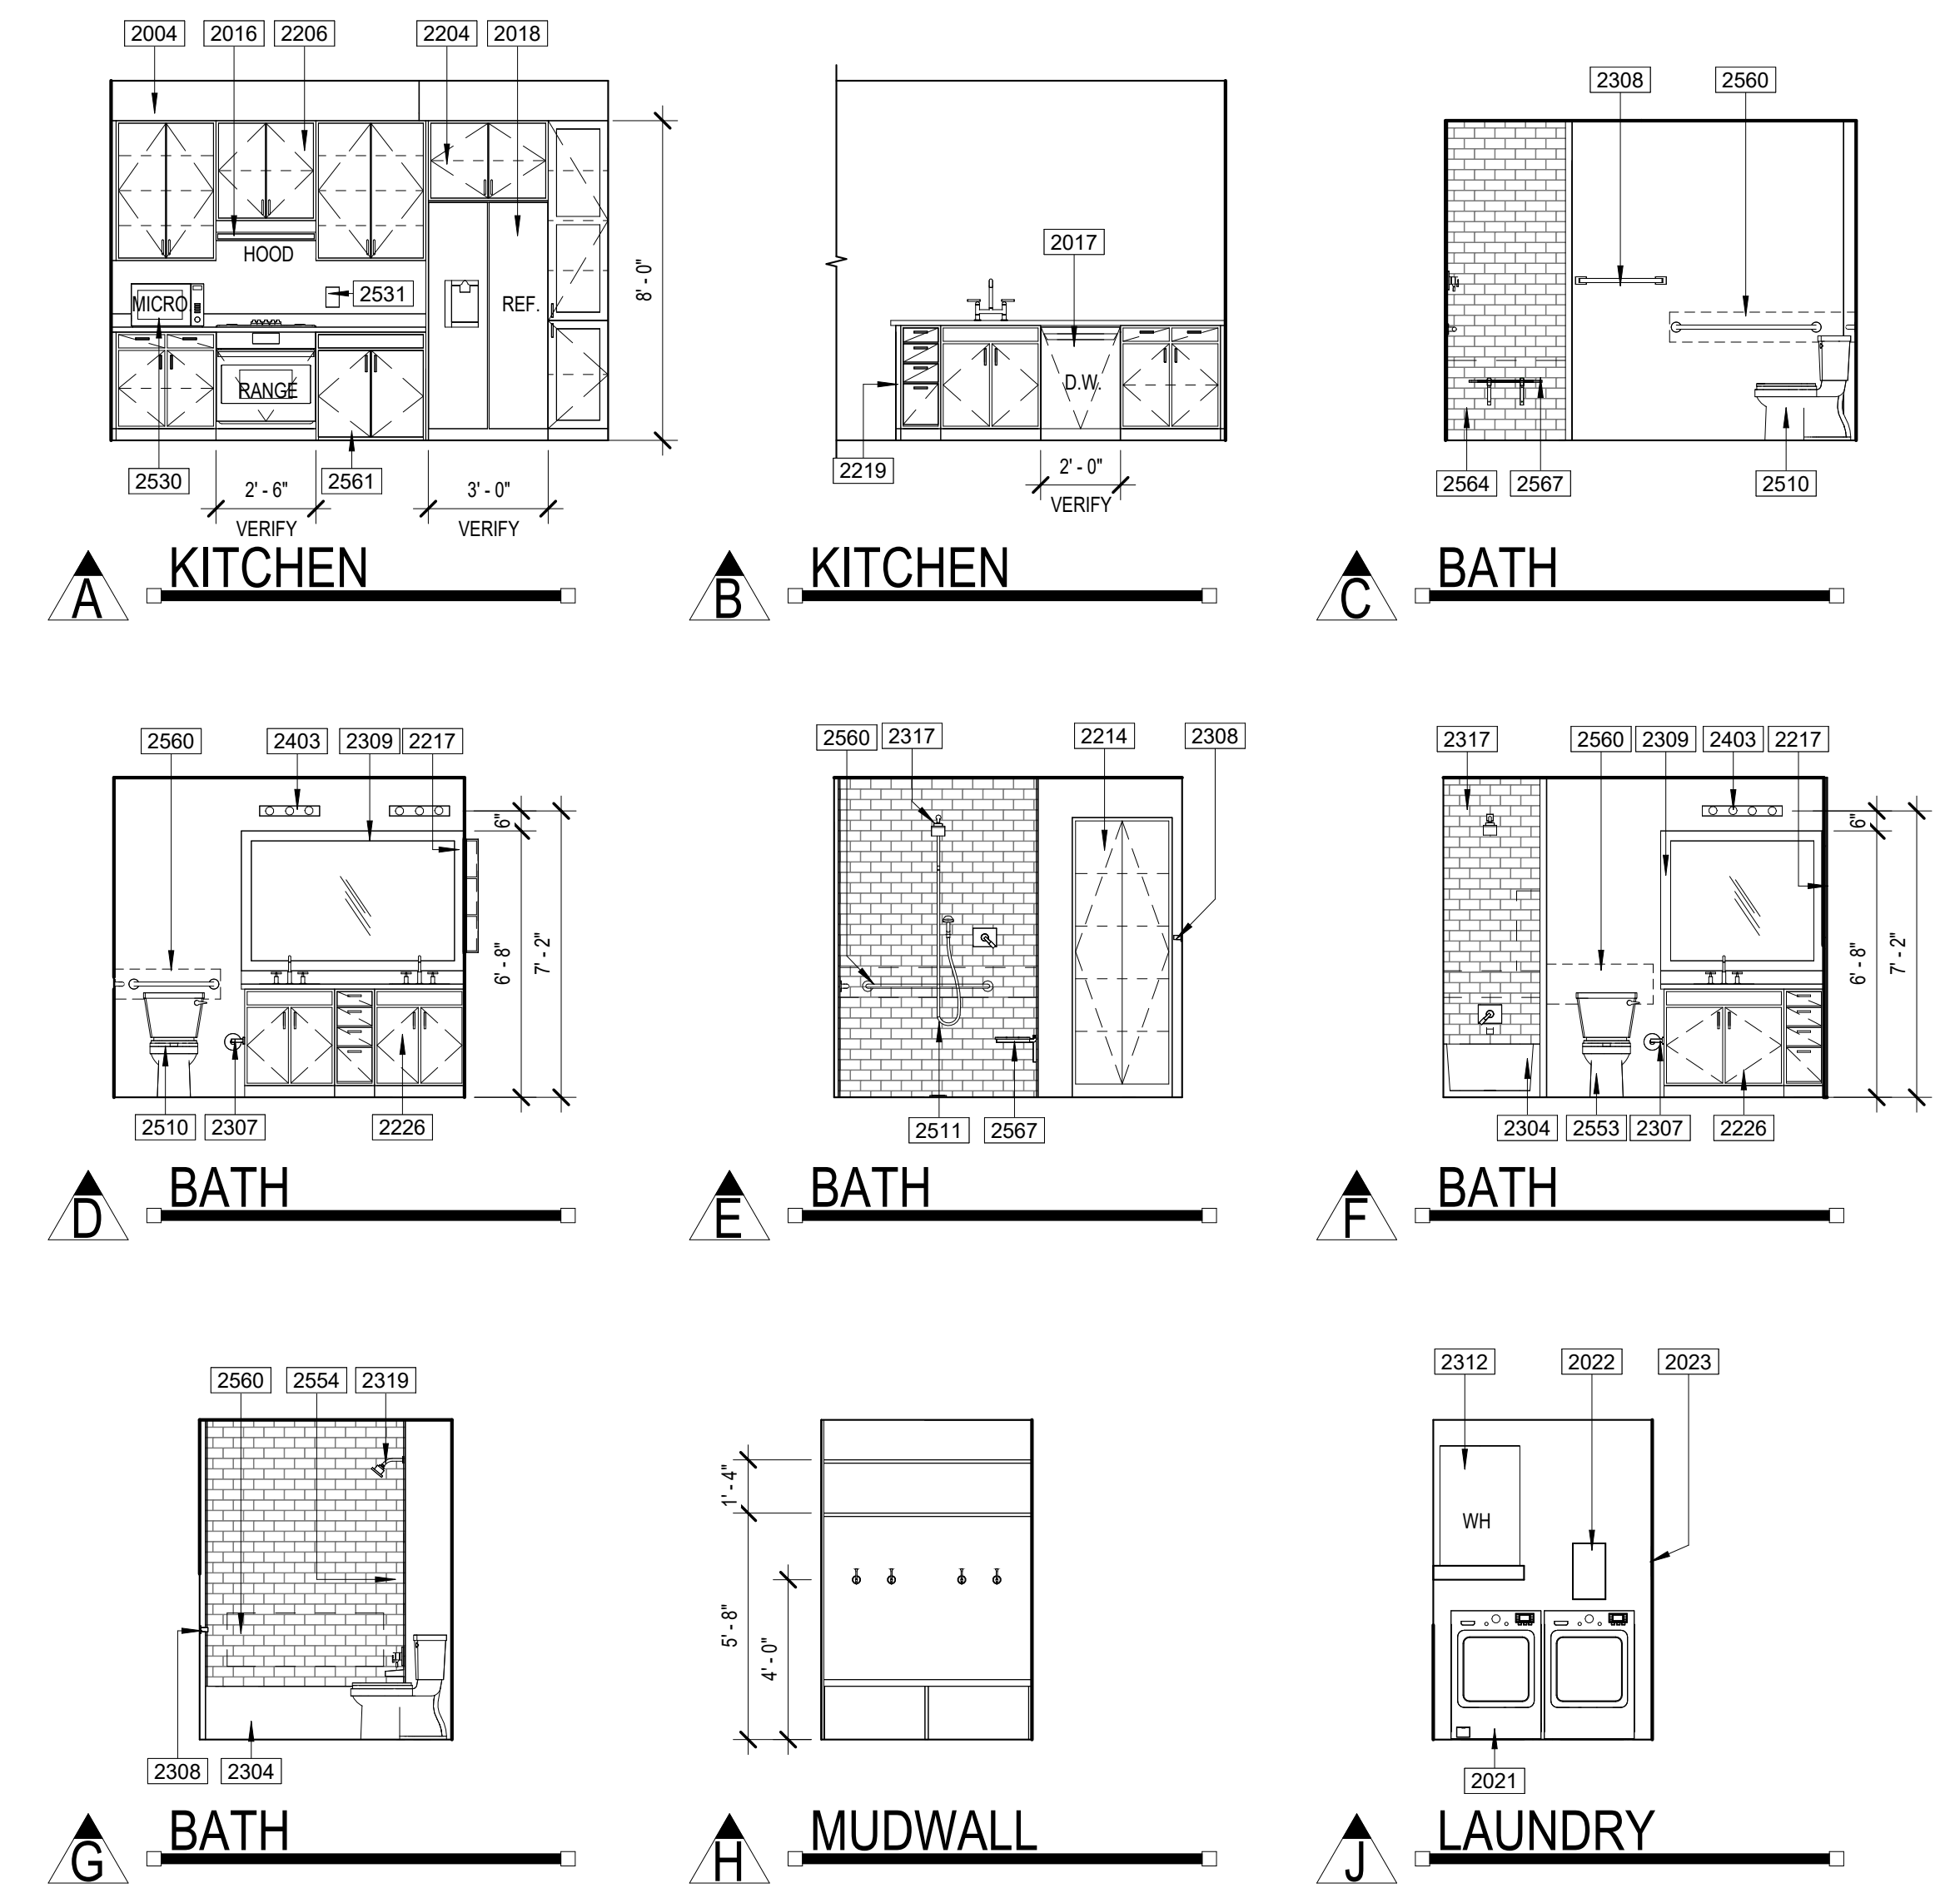 2004 2016 2206 2204 2018
HOOD
MICRO.
2531
REF.
RANGE
8' - 0"
2530
2' - 6"
VERIFY
2561
3' - 0"
VERIFY
A KITCHEN
2017
D.W.
2219
2' - 0"
VERIFY
B KITCHEN
2308 2560
2564 2567 2510
C BATH
2560 2403 2309 2217
6"
6' - 8"
7' - 2"
2510 2307 2226
D BATH
2560 2317 2214 2308
2560
2511 2567
E BATH
2317 2560 2309 2403 2217
6"
6' - 8"
7' - 2"
2304 2553 2307 2226
F BATH
2560 2554 2319
2308 2304
G BATH
1' - 4"
5' - 8"
4' - 0"
H MUDWALL
2312 2022 2023
WH
2021
J LAUNDRY